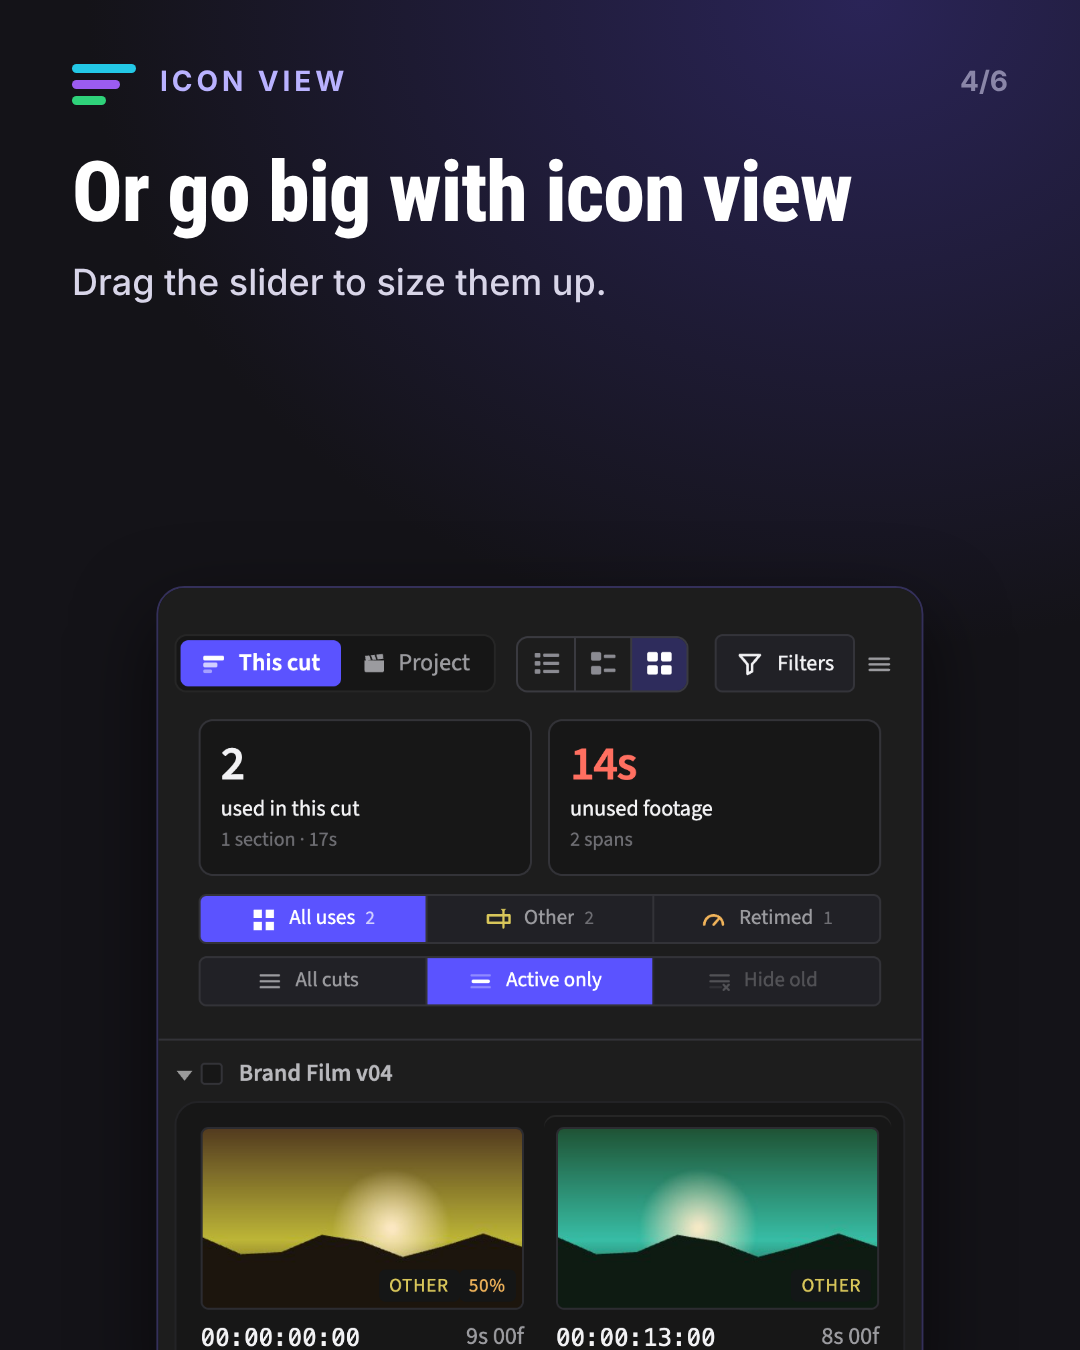 ICON VIEW
4/6
Or go big with icon view
Drag the slider to size them up.
This cut
Project
Filters
2
used in this cut
1 section · 17s
14s
unused footage
2 spans
All uses 2
Other 2
Retimed 1
All cuts
Active only
Hide old
Brand Film v04
OTHER 50%
OTHER
00:00:00:00
9s 00f
00:00:13:00
8s 00f